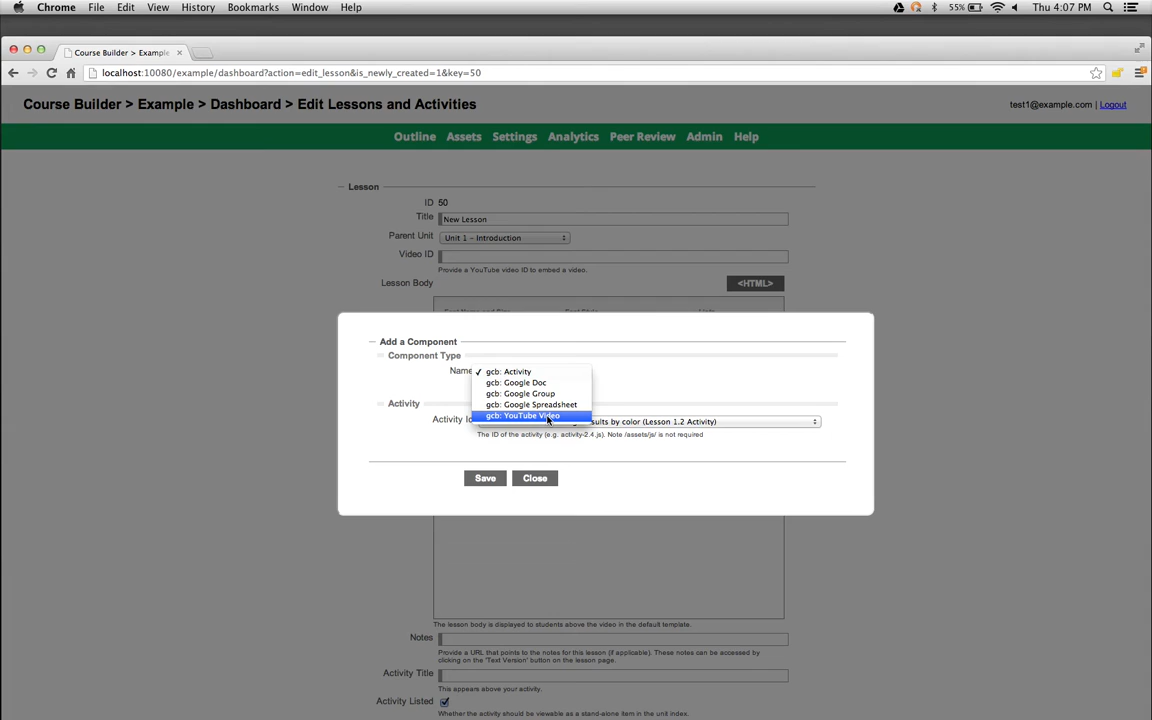 Chrome File Edit View History Bookmarks Window Help 55% Thu 4:07 PM
Course Builder > Example
localhost:10080/example/dashboard?action=edit_lesson&is_newly_created=1&key=50
Course Builder > Example > Dashboard > Edit Lessons and Activities test1@example.com | Logout
Outline Assets Settings Analytics Peer Review Admin Help
Lesson
ID 50
Title New Lesson
Parent Unit Unit 1 - Introduction
Video ID
Provide a YouTube video ID to embed a video.
Lesson Body <HTML>
Add a Component
Component Type
Name ✓ gcb: Activity
gcb: Google Doc
gcb: Google Group
gcb: Google Spreadsheet
gcb: YouTube Video
Activity
Activity sults by color (Lesson 1.2 Activity)
The ID of the activity (e.g. activity-2.4.js). Note /assets/js/ is not required
Save Close
The lesson body is displayed to students above the video in the default template.
Notes
Provide a URL that points to the notes for this lesson (if applicable). These notes can be accessed by
clicking on the 'Text Version' button on the lesson page.
Activity Title
This appears above your activity.
Activity Listed
Whether the activity should be viewable as a stand-alone item in the unit index.